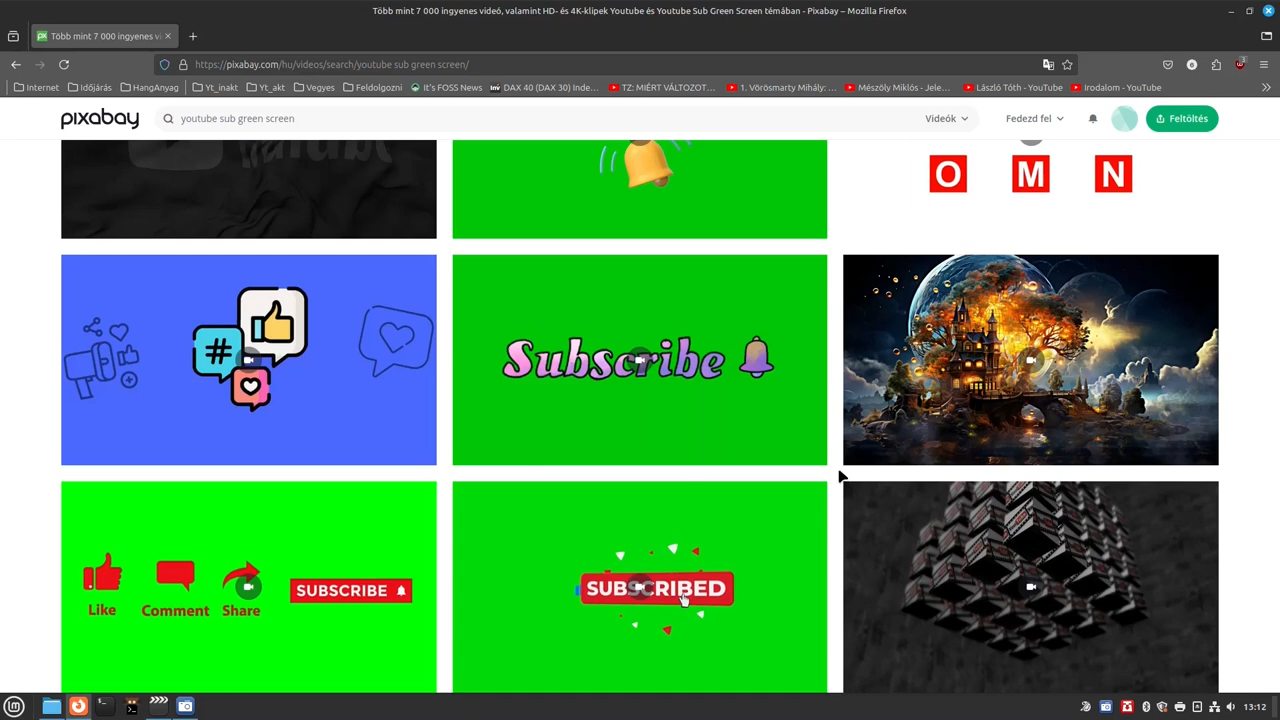 Több mint 7 000 ingyenes videó, valamint HD- és 4K-klipek Youtube és Youtube Sub Green Screen témában - Pixabay – Mozilla Firefox
px Több mint 7 000 ingyenes vi
https://pixabay.com/hu/videos/search/youtube sub green screen/
Internet Időjárás HangAnyag Yt_inakt Yt_akt Vegyes Feldolgozni It's FOSS News DAX 40 (DAX 30) Inde... TZ: MIÉRT VÁLTOZOT... 1. Vörösmarty Mihály: ... Mészöly Miklós - Jele... László Tóth - YouTube Irodalom - YouTube
pixabay youtube sub green screen Videók Fedezd fel Feltöltés
YouTube
O M N
#
Subscribe
SUBSCRIBE
Like Comment Share
SUBSCRIBED
13:12